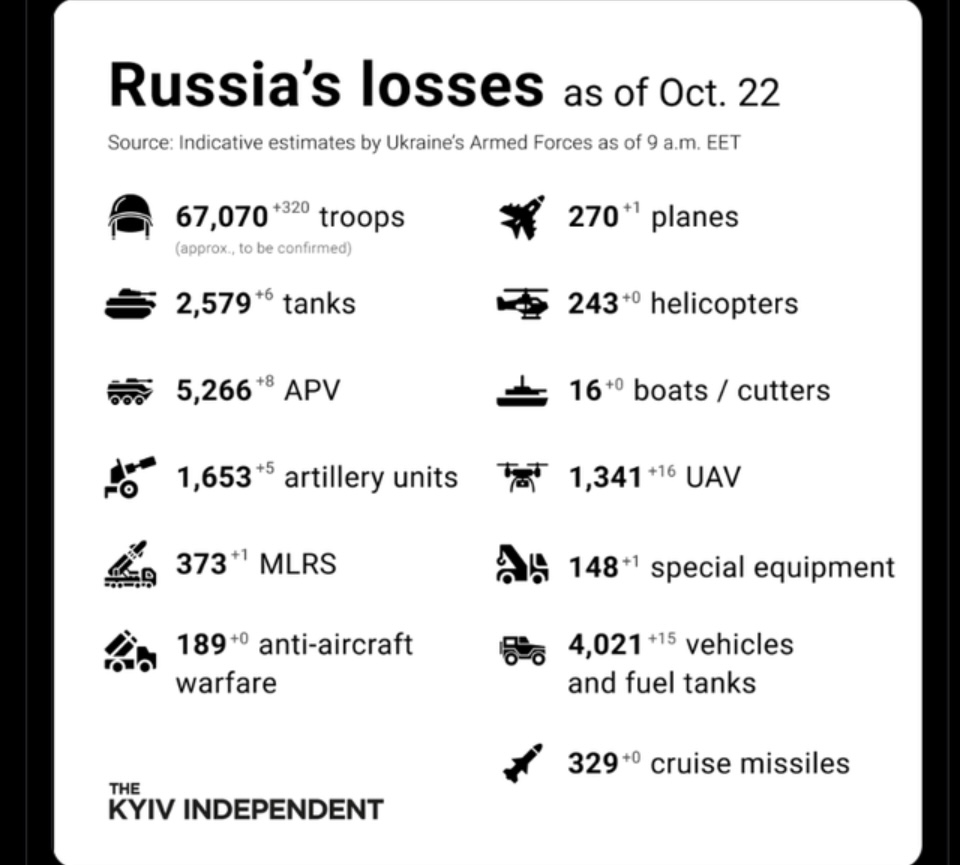 Russia's losses as of Oct. 22
Source: Indicative estimates by Ukraine's Armed Forces as of 9 a.m. EET
67,070 +320 troops
(approx., to be confirmed)
2,579 +6 tanks
5,266 +8 APV
1,653 +5 artillery units
373 +1 MLRS
189 +0 anti-aircraft
warfare
270 +1 planes
243 +0 helicopters
16 +0 boats / cutters
1,341 +16 UAV
148 +1 special equipment
4,021 +15 vehicles
and fuel tanks
329 +0 cruise missiles
THE
KYIV INDEPENDENT